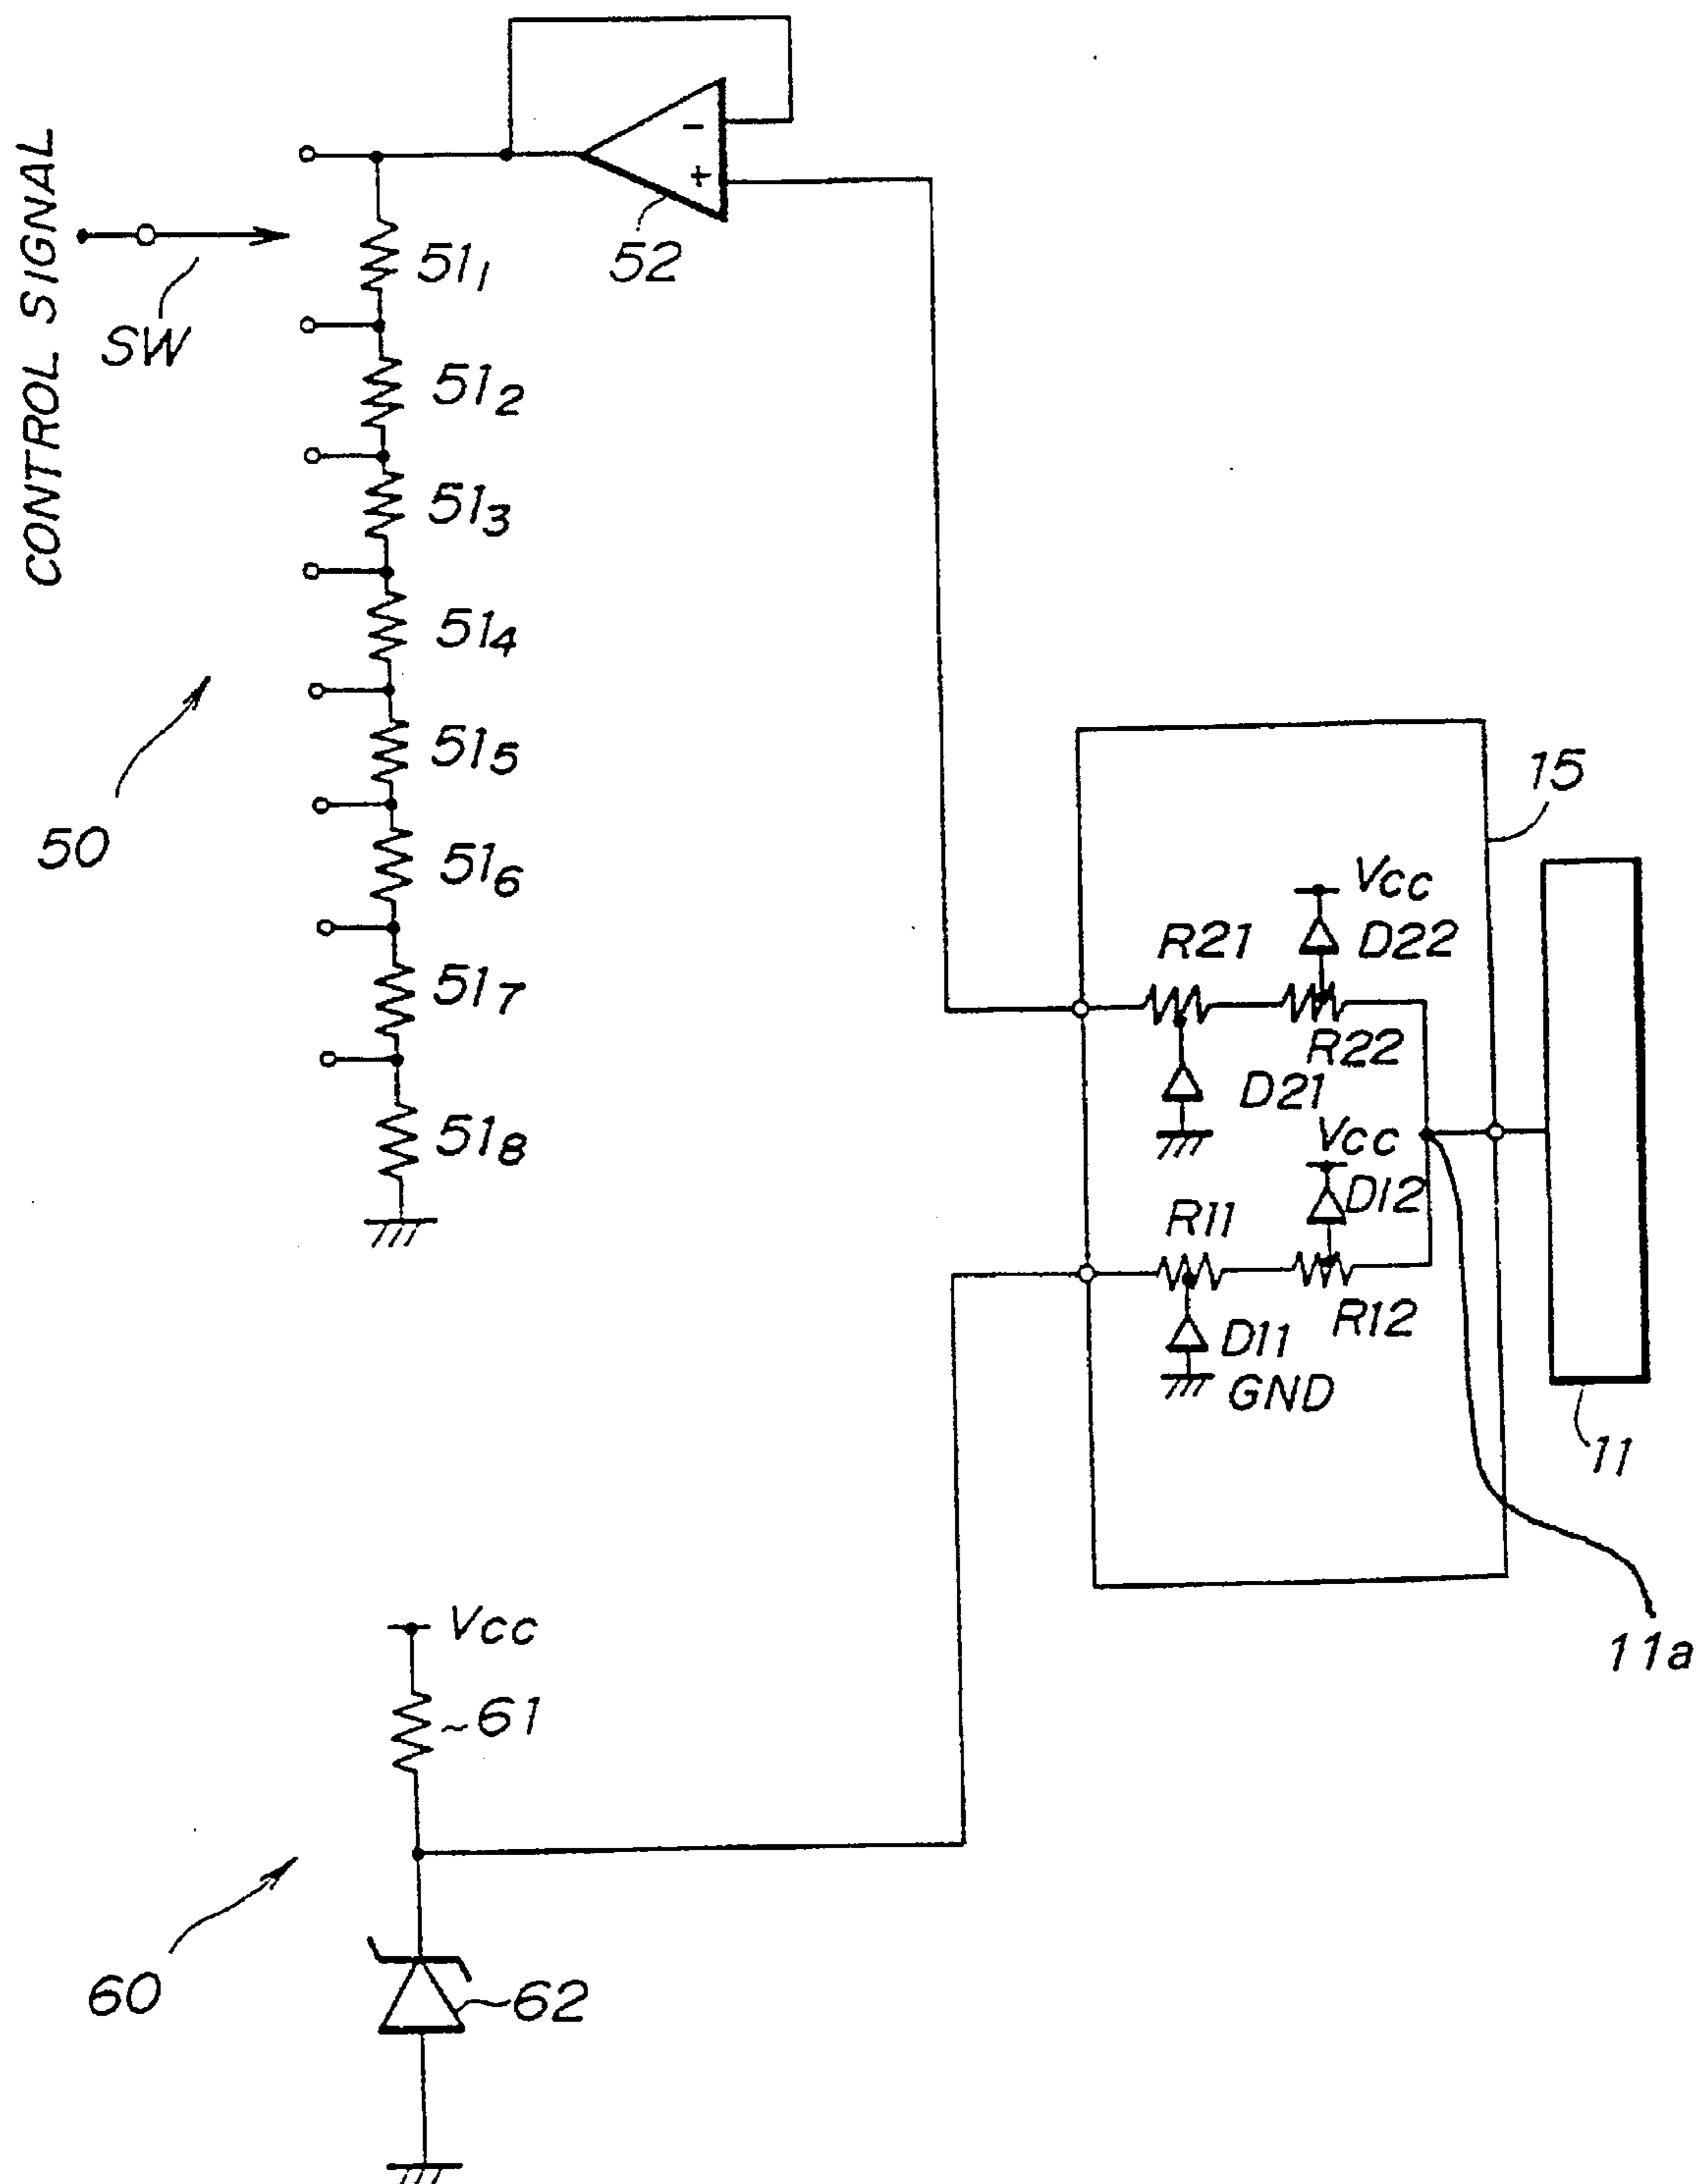 CONTROL SIGNAL
SW
52
51₁
51₂
51₃
51₄
51₅
51₆
51₇
51₈
50
15
Vcc
R21
D22
R22
D21
Vcc
D12
R11
R12
D11
GND
11
11a
Vcc
~61
60
62